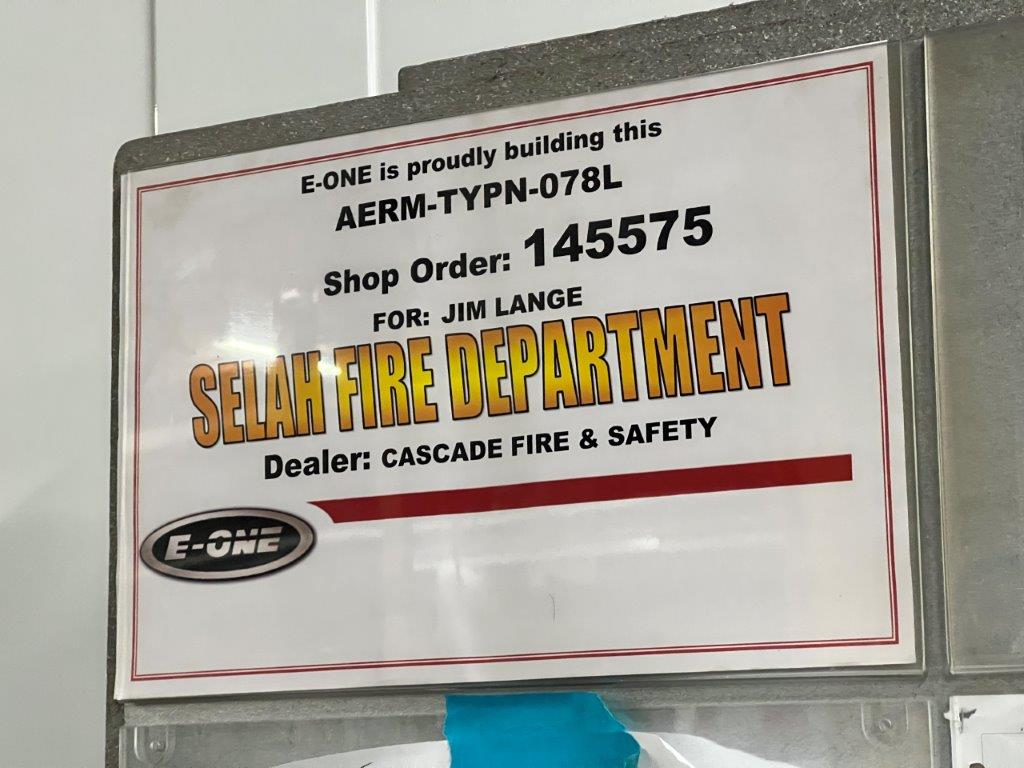 E-ONE is proudly building this
AERM-TYPN-078L
Shop Order: 145575
FOR: JIM LANGE
SELAH FIRE DEPARTMENT
Dealer: CASCADE FIRE & SAFETY
E-ONE